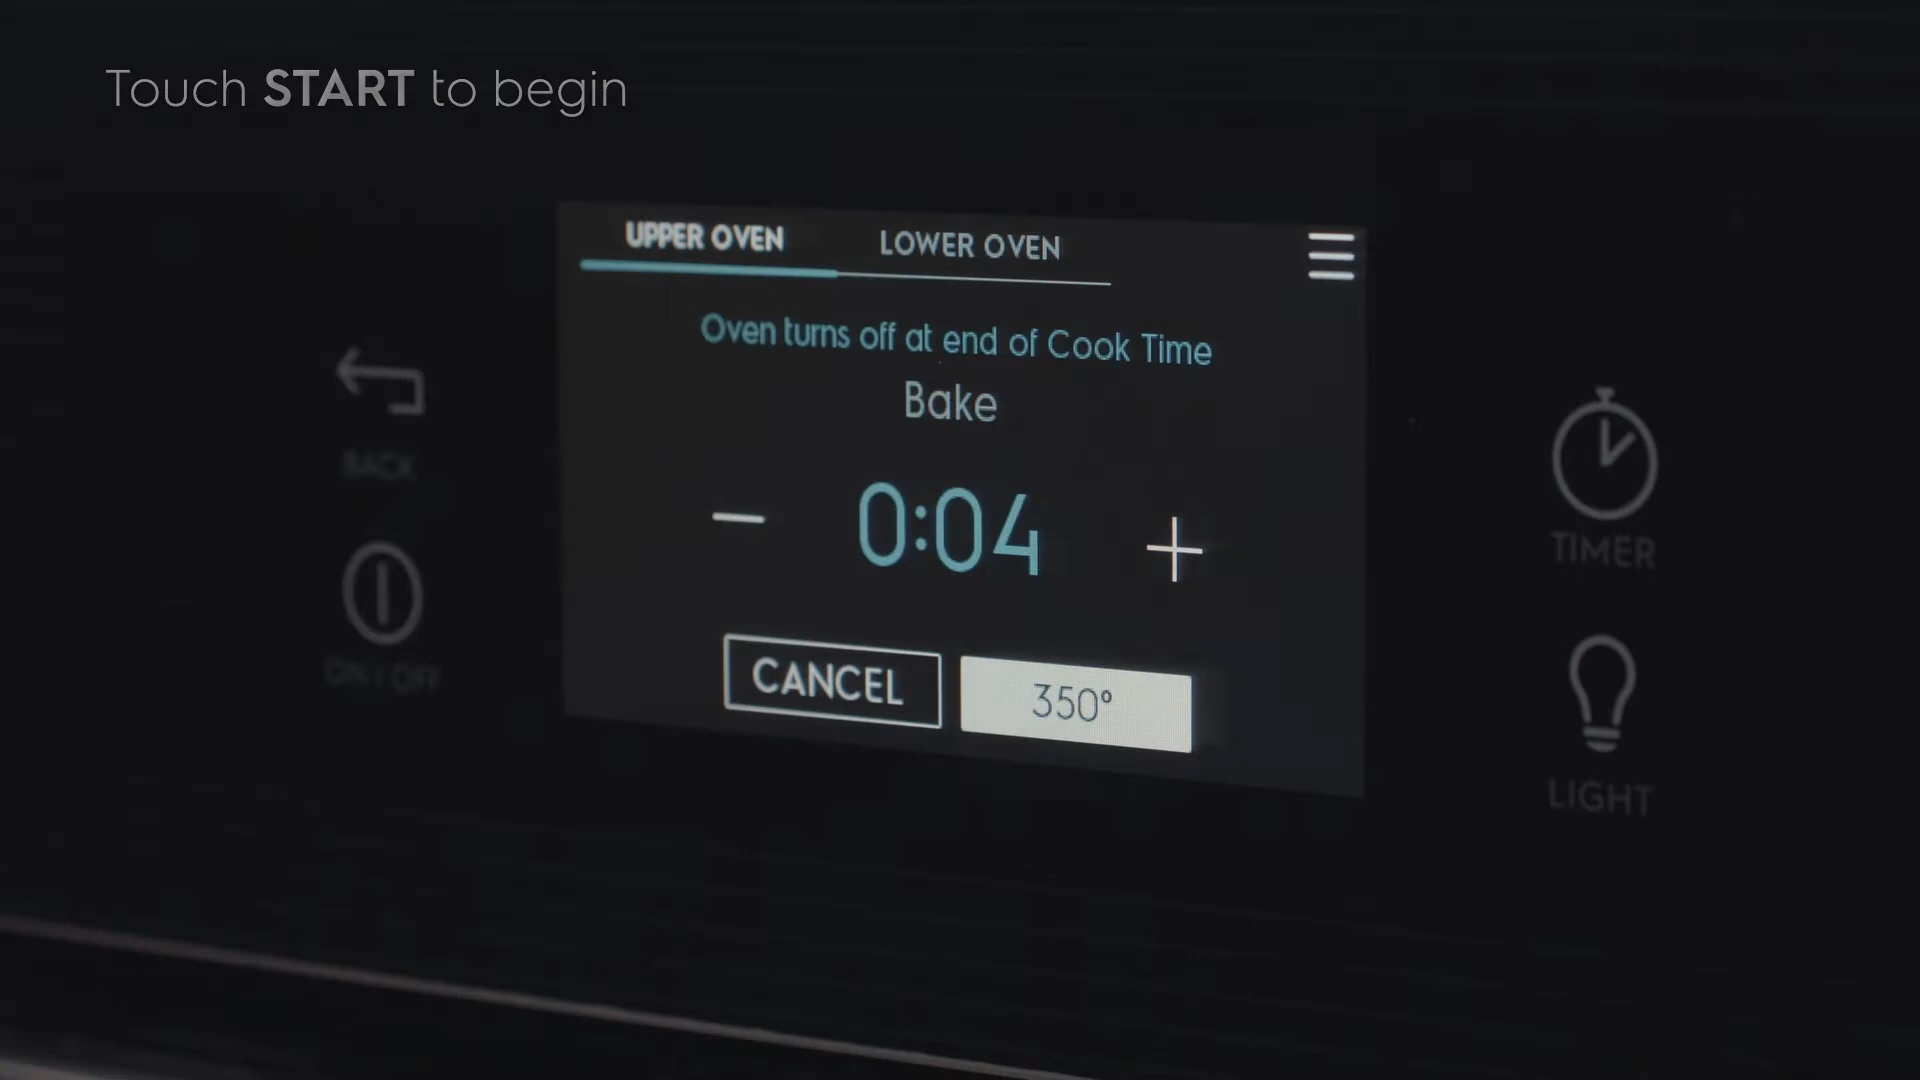 Touch START to begin
UPPER OVEN
LOWER OVEN
Oven turns off at end of Cook Time
Bake
0:04
CANCEL
350°
BACK
ON / OFF
TIMER
LIGHT